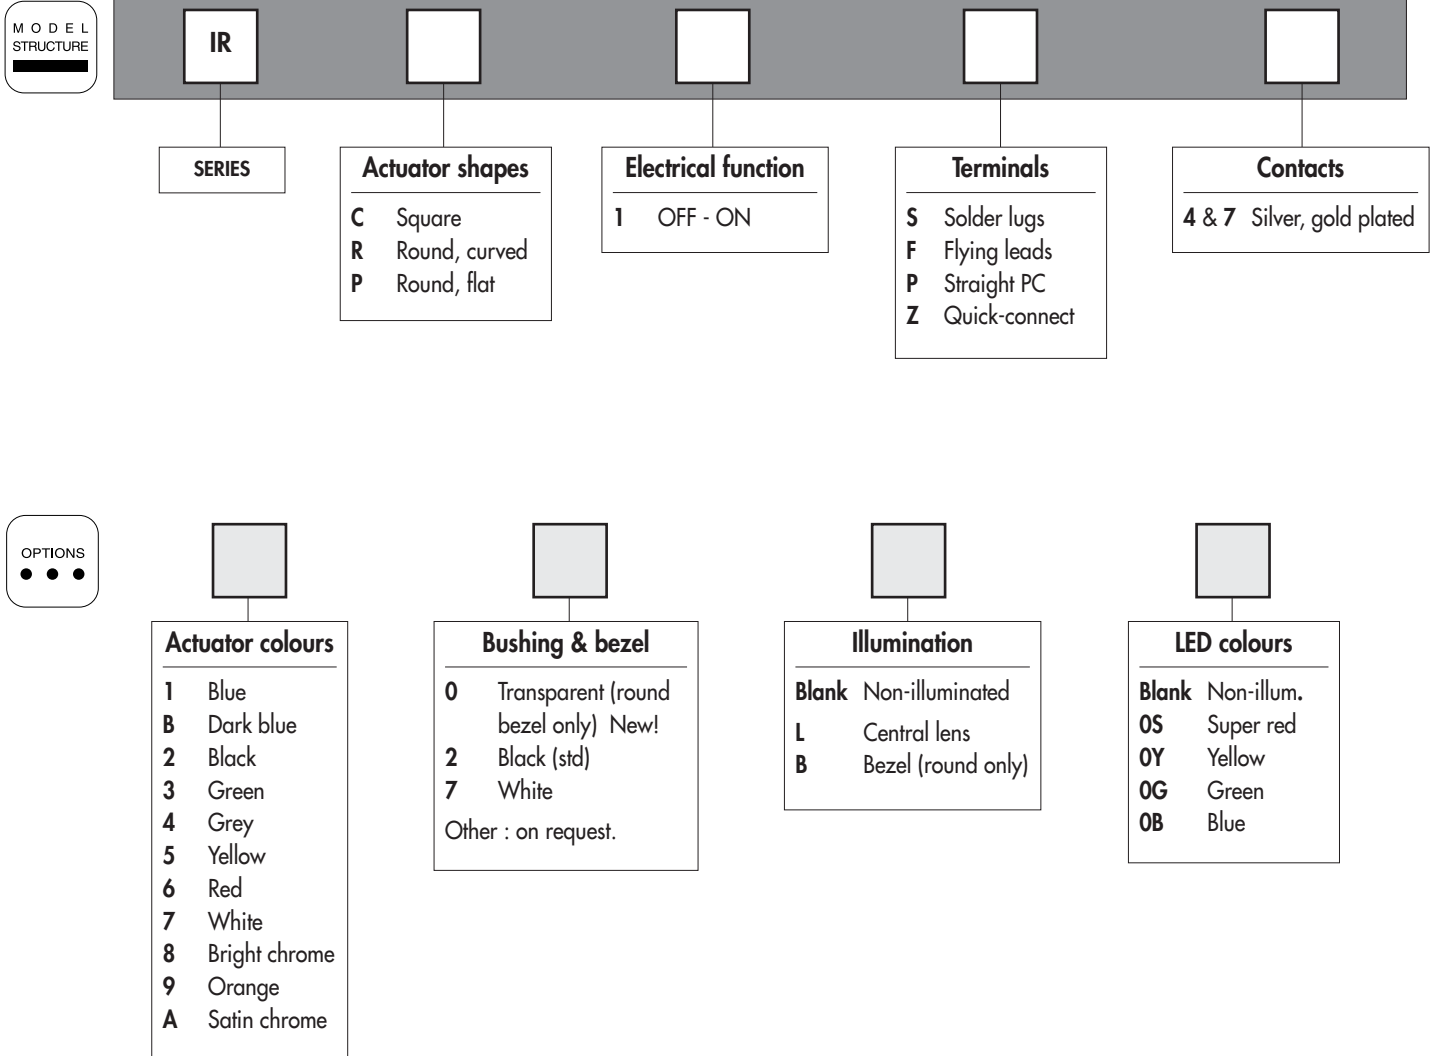 MODEL
STRUCTURE
IR
SERIES
Actuator shapes
C Square
R Round, curved
P Round, flat
Electrical function
1 OFF - ON
Terminals
S Solder lugs
F Flying leads
P Straight PC
Z Quick-connect
Contacts
4 & 7 Silver, gold plated
OPTIONS
Actuator colours
1 Blue
B Dark blue
2 Black
3 Green
4 Grey
5 Yellow
6 Red
7 White
8 Bright chrome
9 Orange
A Satin chrome
Bushing & bezel
0 Transparent (round
bezel only) New!
2 Black (std)
7 White
Other : on request.
Illumination
Blank Non-illuminated
L Central lens
B Bezel (round only)
LED colours
Blank Non-illum.
0S Super red
0Y Yellow
0G Green
0B Blue